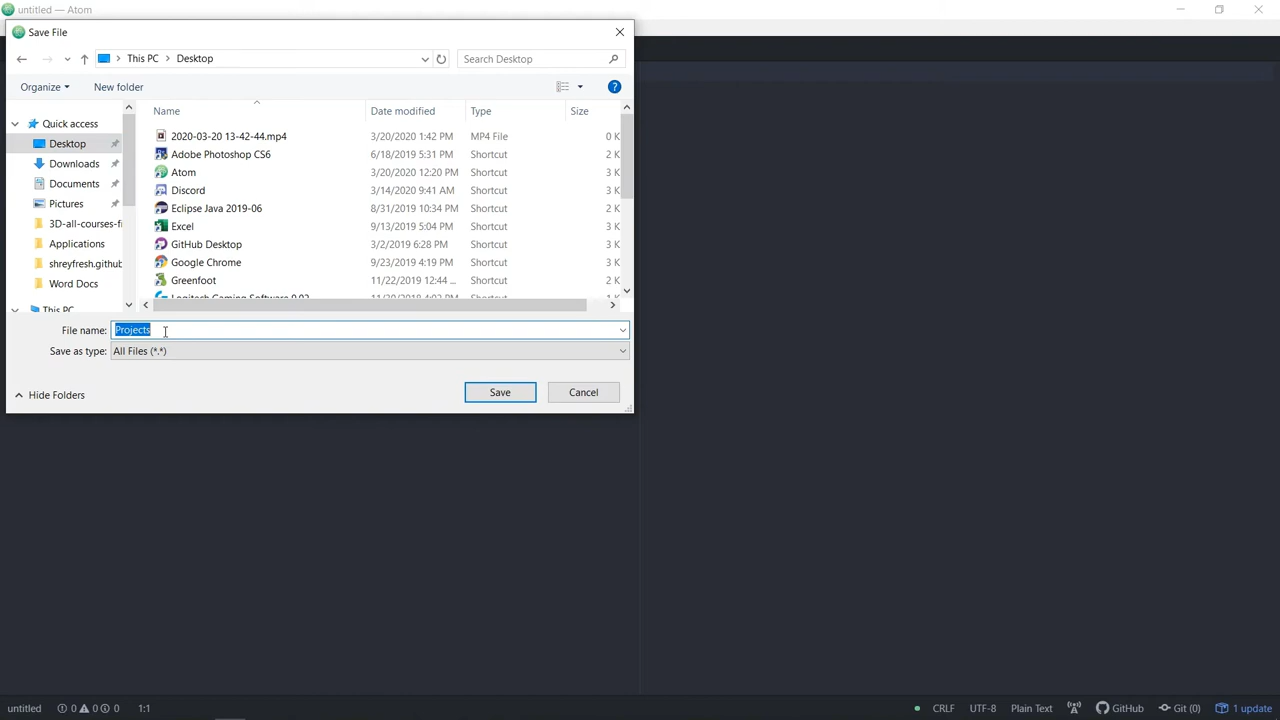 untitled — Atom
Save File
This PC > Desktop
Search Desktop
Organize
New folder
Name
Date modified
Type
Size
Quick access
Desktop
Downloads
Documents
Pictures
3D-all-courses-f
Applications
shreyfresh.github
Word Docs
This PC
2020-03-20 13-42-44.mp4 3/20/2020 1:42 PM MP4 File 0 K
Adobe Photoshop CS6 6/18/2019 5:31 PM Shortcut 2 K
Atom 3/20/2020 12:20 PM Shortcut 3 K
Discord 3/14/2020 9:41 AM Shortcut 3 K
Eclipse Java 2019-06 8/31/2019 10:34 PM Shortcut 2 K
Excel 9/13/2019 5:04 PM Shortcut 3 K
GitHub Desktop 3/2/2019 6:28 PM Shortcut 3 K
Google Chrome 9/23/2019 4:19 PM Shortcut 3 K
Greenfoot 11/22/2019 12:44 ... Shortcut 2 K
Logitech Gaming Software Shortcut
File name: Projects
Save as type: All Files (*.*)
Hide Folders
Save
Cancel
untitled 0 0 0 1:1
CRLF UTF-8 Plain Text GitHub Git (0) 1 update